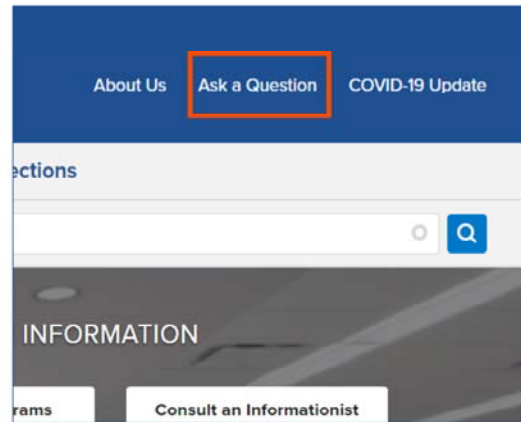 About Us Ask a Question COVID-19 Update
ections
INFORMATION
rams Consult an Informationist